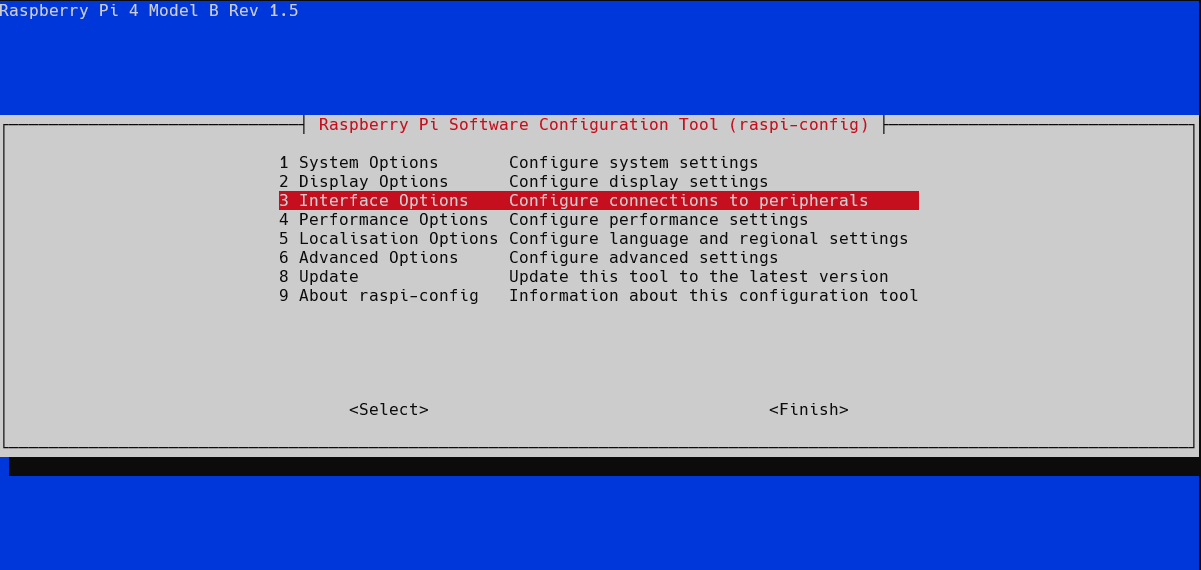 Raspberry Pi 4 Model B Rev 1.5
Raspberry Pi Software Configuration Tool (raspi-config)
1 System Options Configure system settings
2 Display Options Configure display settings
3 Interface Options Configure connections to peripherals
4 Performance Options Configure performance settings
5 Localisation Options Configure language and regional settings
6 Advanced Options Configure advanced settings
8 Update Update this tool to the latest version
9 About raspi-config Information about this configuration tool
<Select> <Finish>